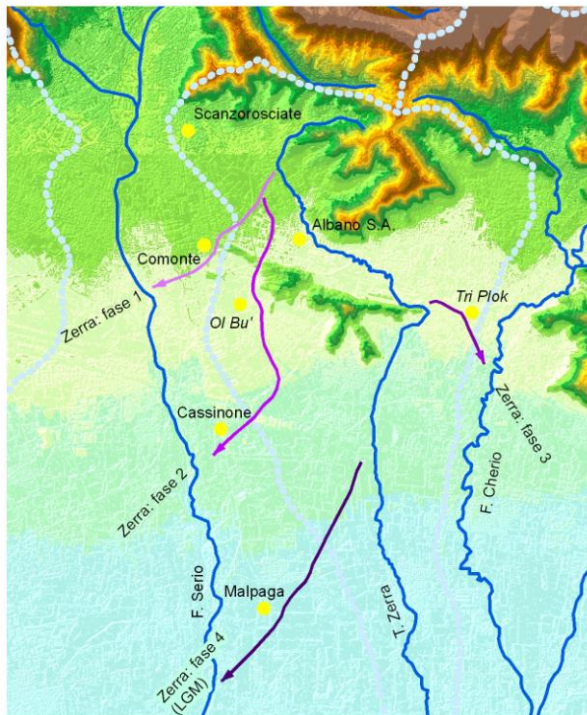 Scanzorosciate
Albano S.A.
Comonte
Tri Plok
Zerra: fase 1
Ol Bu'
Zerra: fase 3
Cassinone
Zerra: fase 2
F. Cherio
F. Serio
Malpaga
T. Zerra
Zerra: fase 4
(LGM)